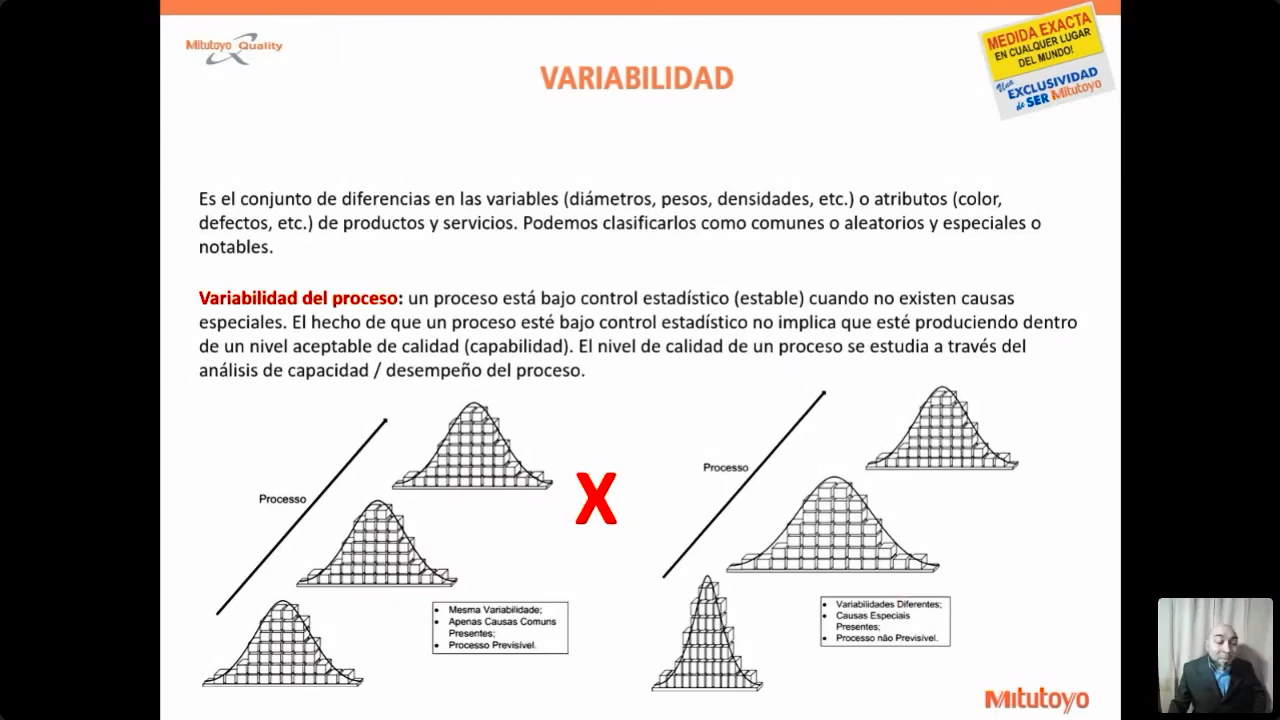 Mitutoyo Quality
VARIABILIDAD
MEDIDA EXACTA
EN CUALQUER LUGAR
DEL MUNDO!
Una
EXCLUSIVIDAD
de SER Mitutoyo
Es el conjunto de diferencias en las variables (diámetros, pesos, densidades, etc.) o atributos (color,
defectos, etc.) de productos y servicios. Podemos clasificarlos como comunes o aleatorios y especiales o
notables.
Variabilidad del proceso: un proceso está bajo control estadístico (estable) cuando no existen causas
especiales. El hecho de que un proceso esté bajo control estadístico no implica que esté produciendo dentro
de un nivel aceptable de calidad (capabilidad). El nivel de calidad de un proceso se estudia a través del
análisis de capacidad / desempeño del proceso.
Processo
X
Processo
• Mesma Variabilidade;
• Apenas Causas Comuns
Presentes;
• Processo Previsível.
• Variabilidades Diferentes;
• Causas Especiais
Presentes;
• Processo não Previsível.
Mitutoyo